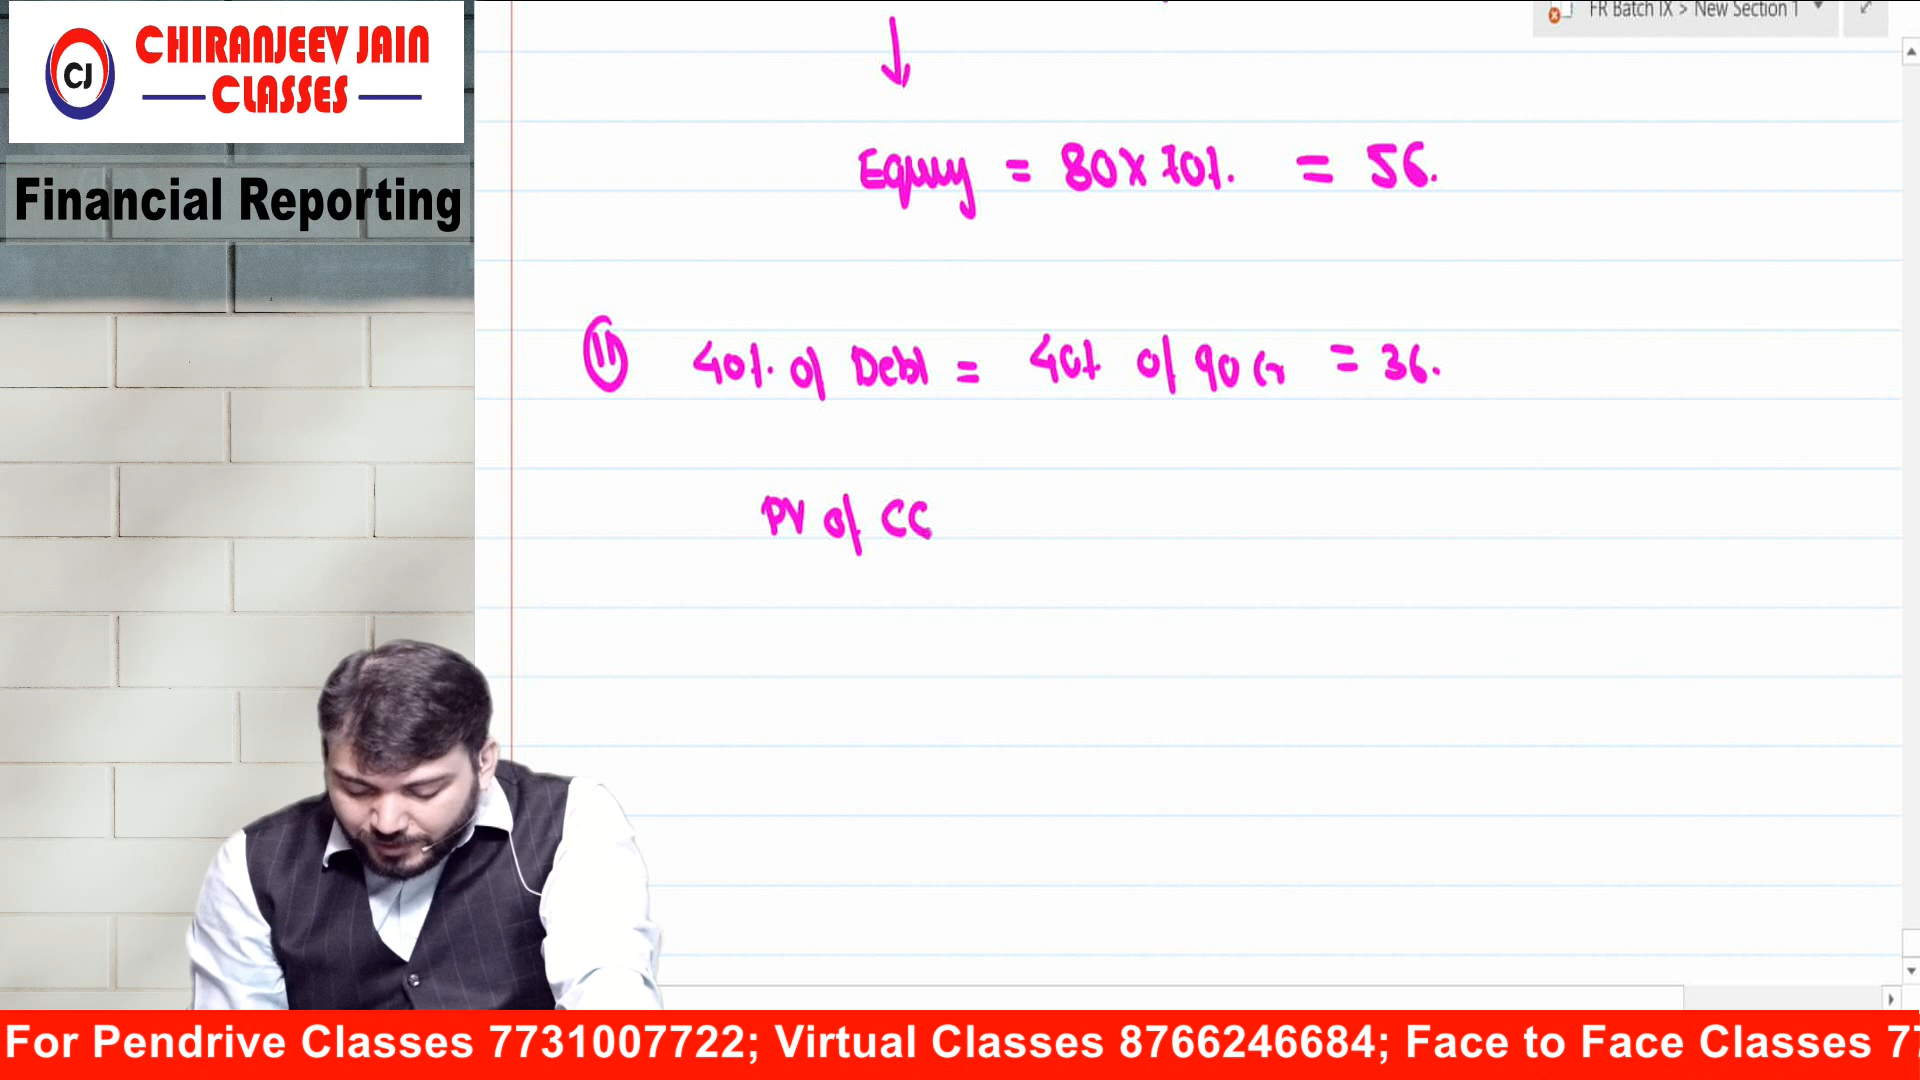 FR Batch IX > New Section 1
CHIRANJEEV JAIN
CLASSES
CJ
Financial Reporting
Equity = 80 x 70% = 56.
(ii) 40% of Debt = 40% of 90 Cr = 36.
PV of CC
For Pendrive Classes 7731007722; Virtual Classes 8766246684; Face to Face Classes 77